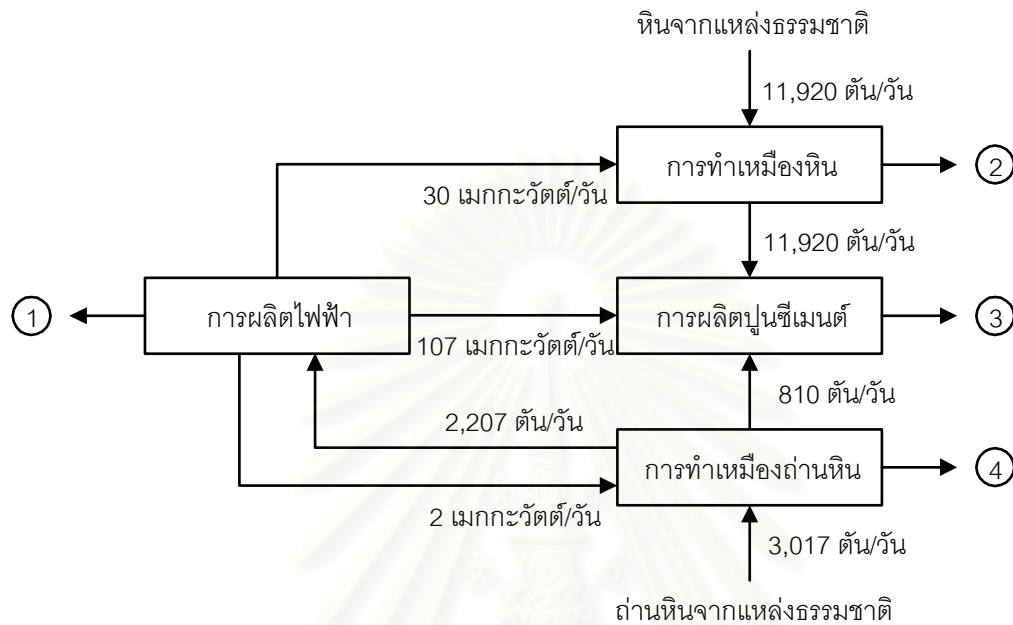 หินจากแหล่งธรรมชาติ
11,920 ตัน/วัน
การทำเหมืองหิน
2
30 เมกกะวัตต์/วัน
11,920 ตัน/วัน
1
การผลิตไฟฟ้า
การผลิตปูนซีเมนต์
3
107 เมกกะวัตต์/วัน
810 ตัน/วัน
2,207 ตัน/วัน
การทำเหมืองถ่านหิน
4
2 เมกกะวัตต์/วัน
3,017 ตัน/วัน
ถ่านหินจากแหล่งธรรมชาติ